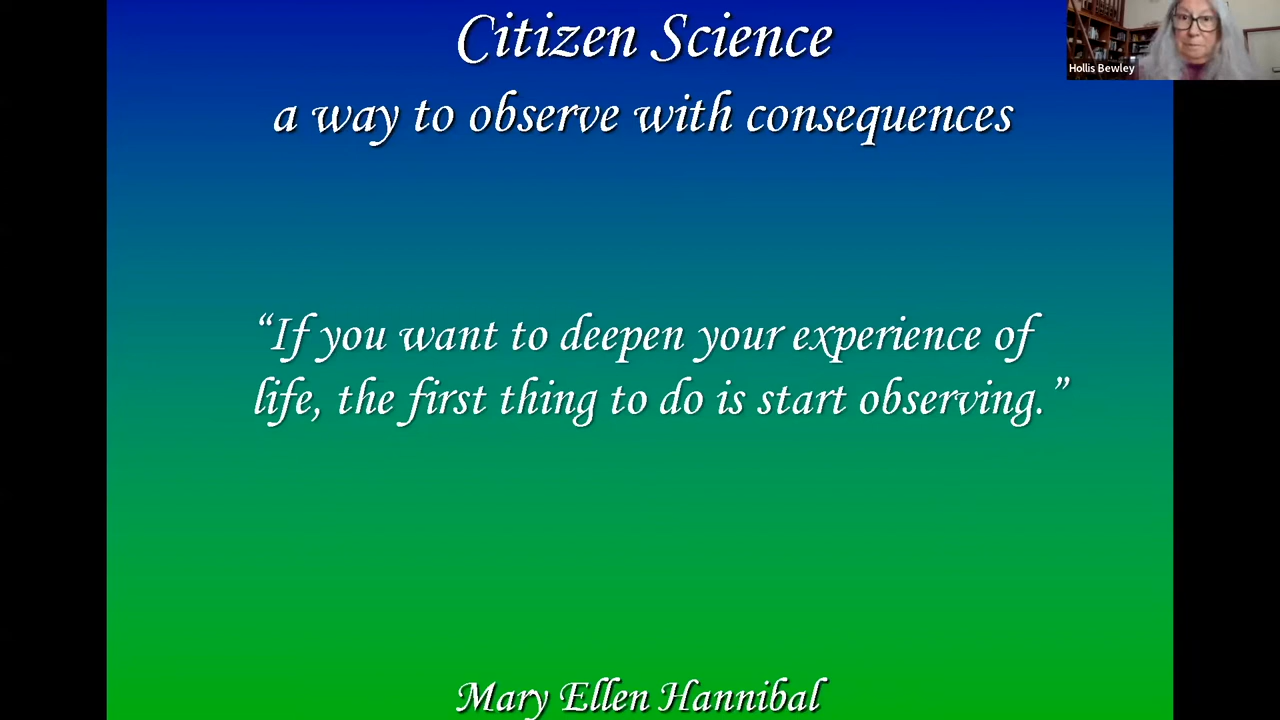 Citizen Science
a way to observe with consequences
Hollis Bewley
“If you want to deepen your experience of
life, the first thing to do is start observing.”
Mary Ellen Hannibal